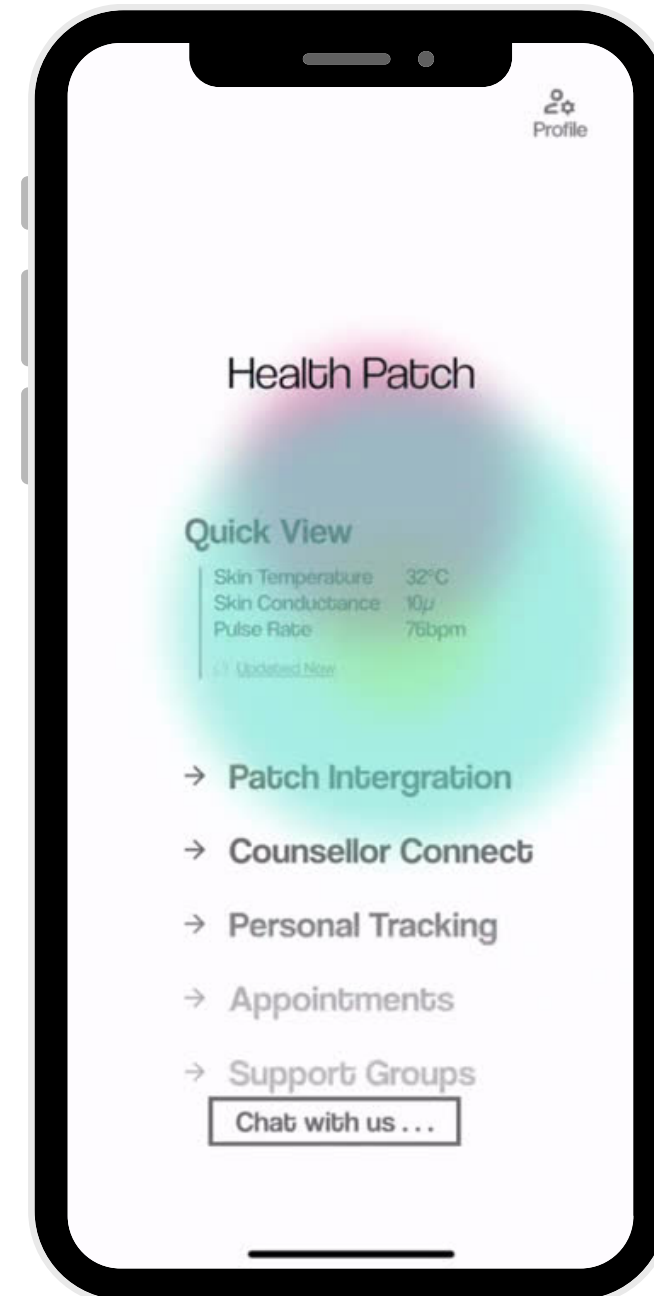 Profile
Health Patch
Quick View
Skin Temperature 32°C
Skin Conductance 10µ
Pulse Rate 76bpm
Updated Now
→ Patch Intergration
→ Counsellor Connect
→ Personal Tracking
→ Appointments
→ Support Groups
Chat with us . . .